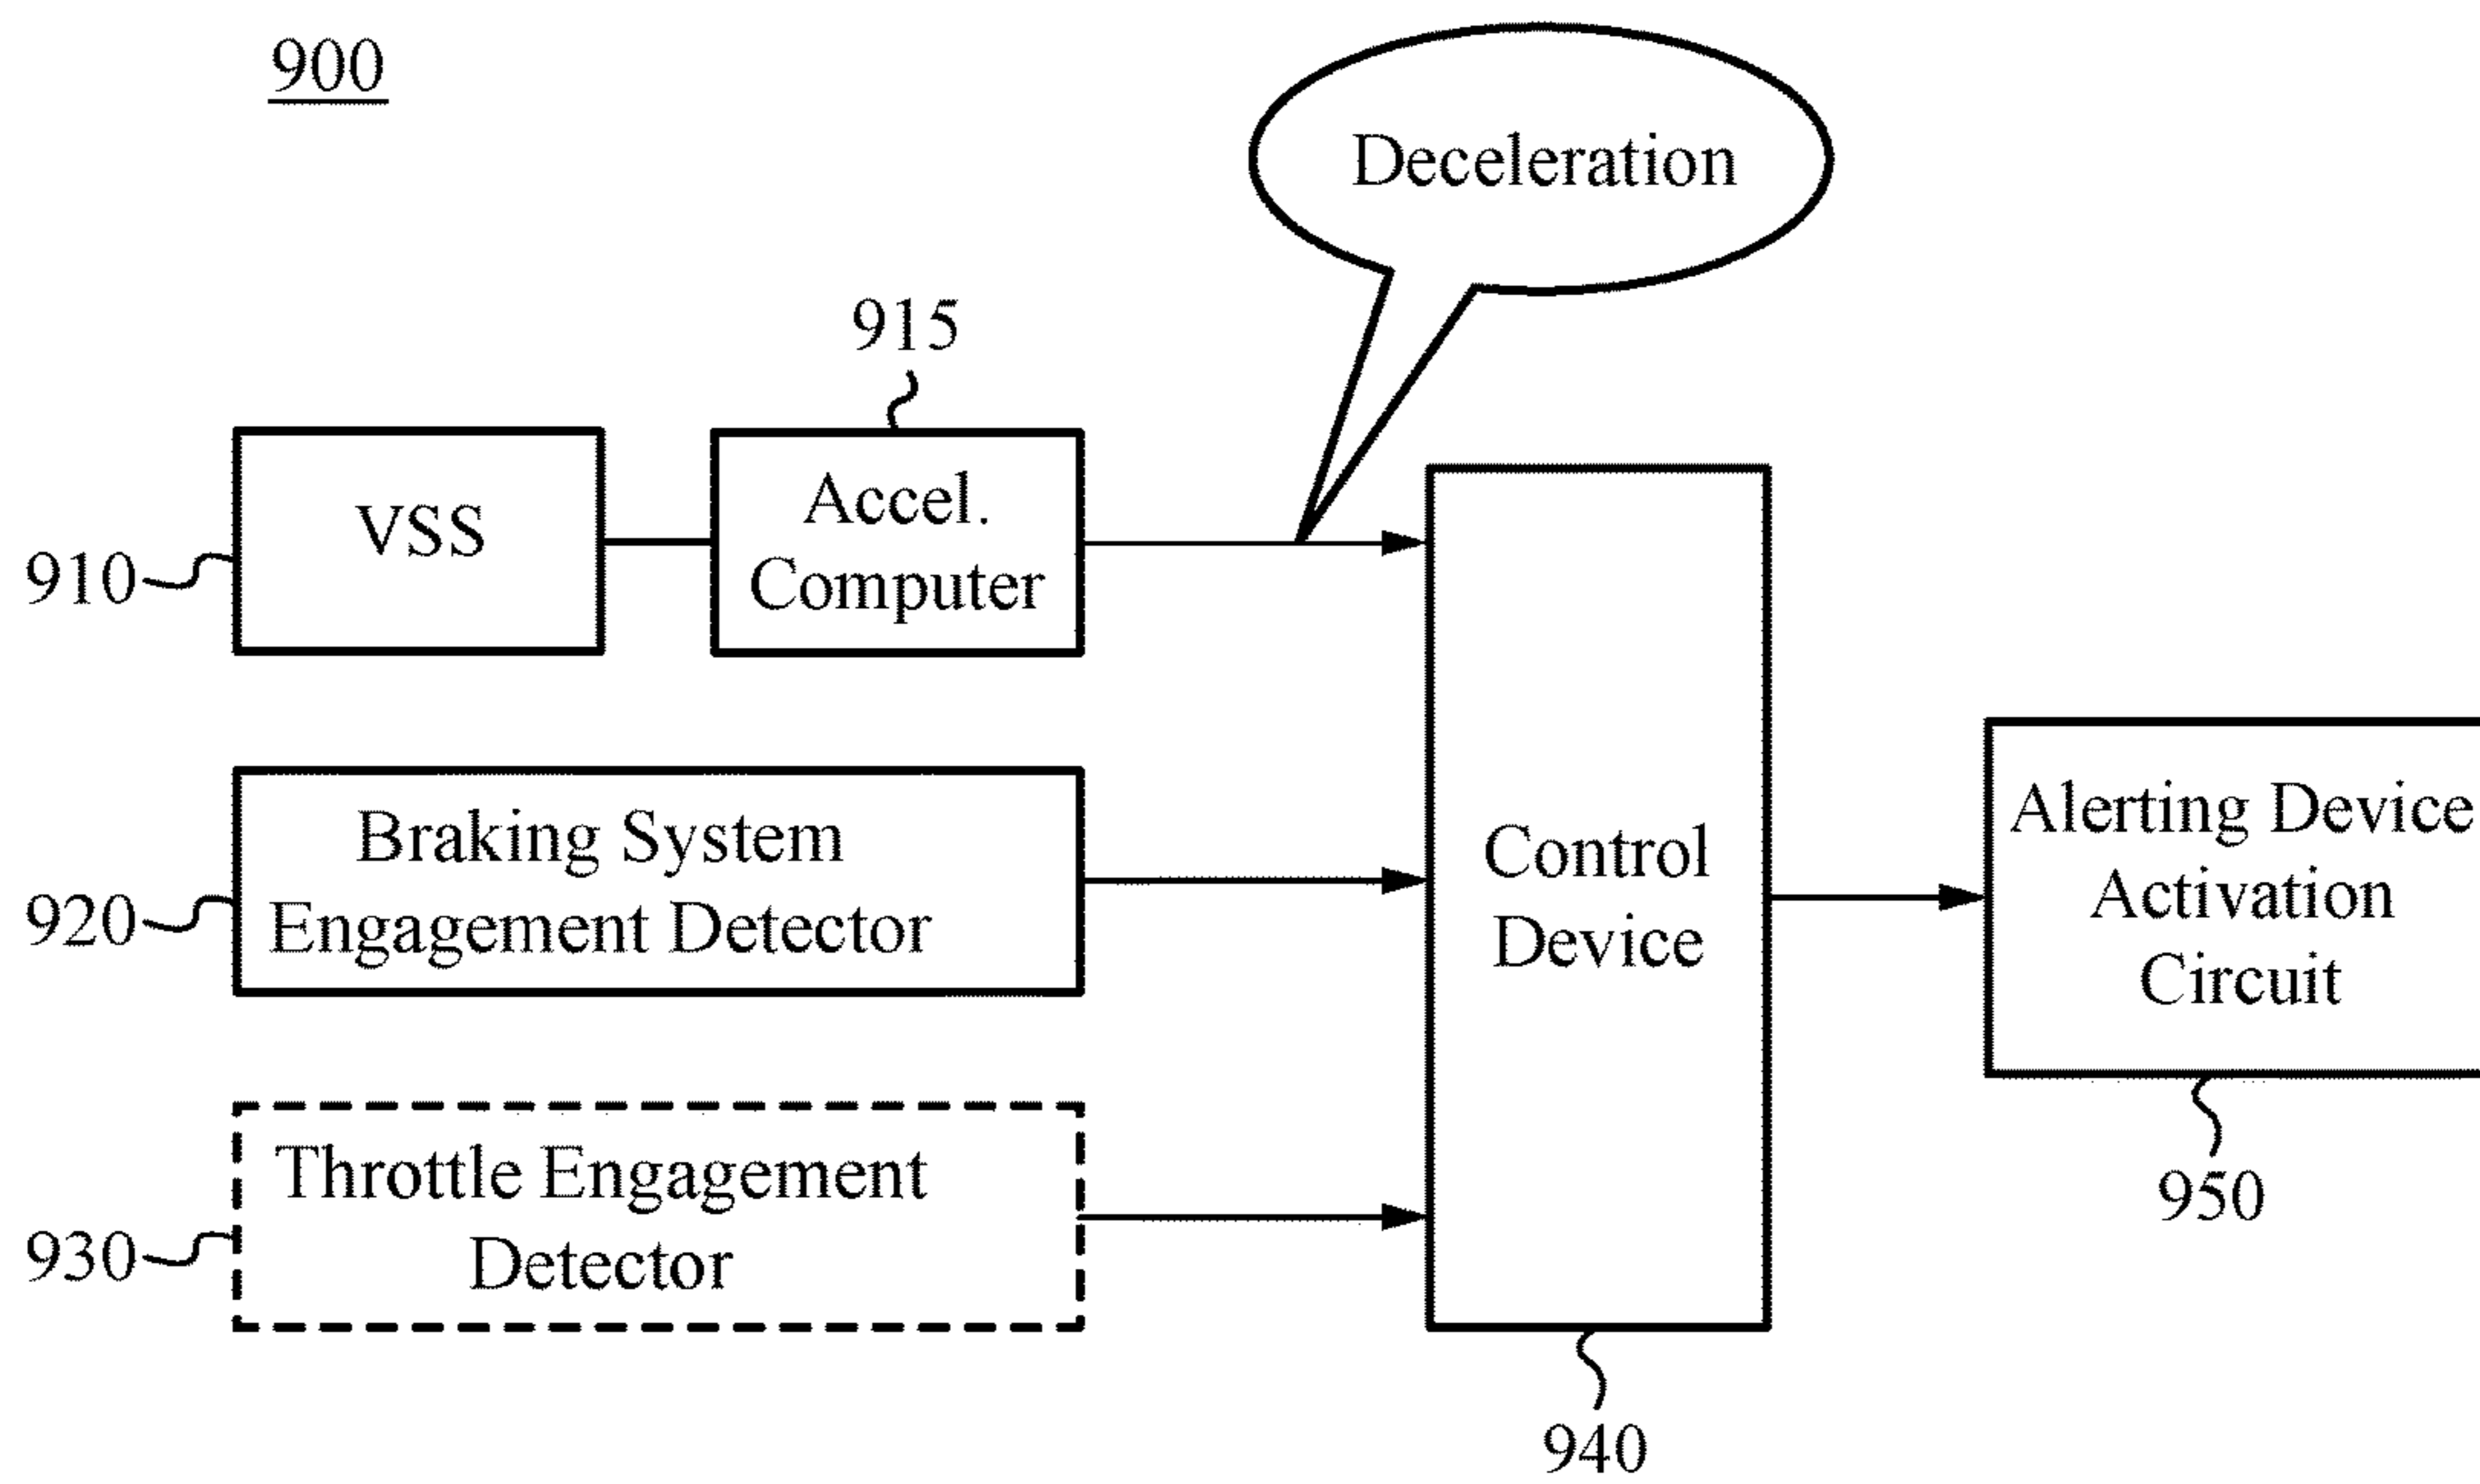 900
Deceleration
915
VSS
Accel.
Computer
910
Braking System
Engagement Detector
920
Control
Device
Alerting Device
Activation
Circuit
Throttle Engagement
Detector
930
950
940